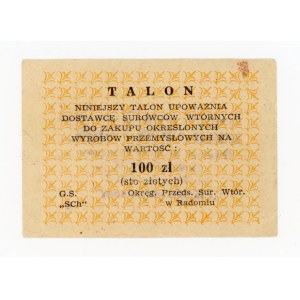 TALON
NINIEJSZY TALON UPOWAŻNIA
DOSTAWCĘ SUROWCÓW WTÓRNYCH
DO ZAKUPU OKREŚLONYCH
WYROBÓW PRZEMYSŁOWYCH NA
WARTOŚĆ:
100 zł
(sto złotych)
G.S. Okręg. Przeds. Sur. Wtór.
„SCh" w Radomiu